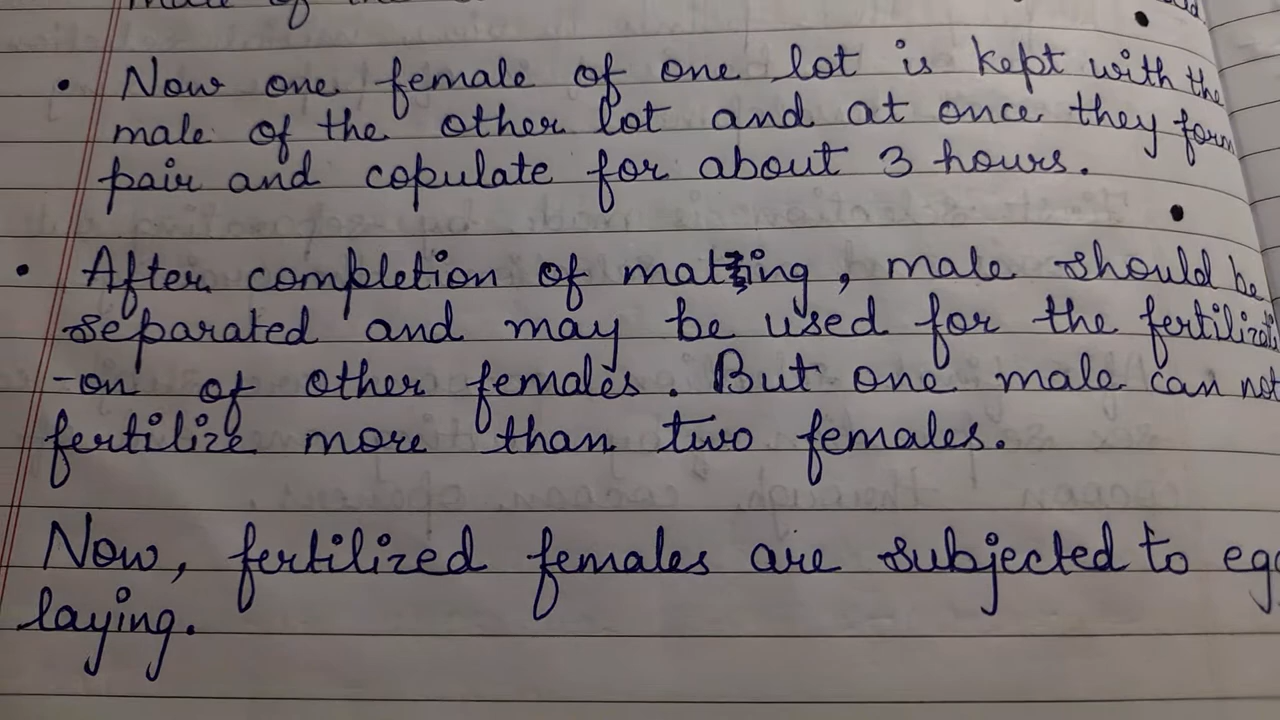 • Now one female of one lot is kept with the
male of the other lot and at once they form
pair and copulate for about 3 hours.
• After completion of mating, male should be
separated and may be used for the fertilizati
-on of other females. But one male can not
fertilize more than two females.
Now, fertilized females are subjected to egg
laying.